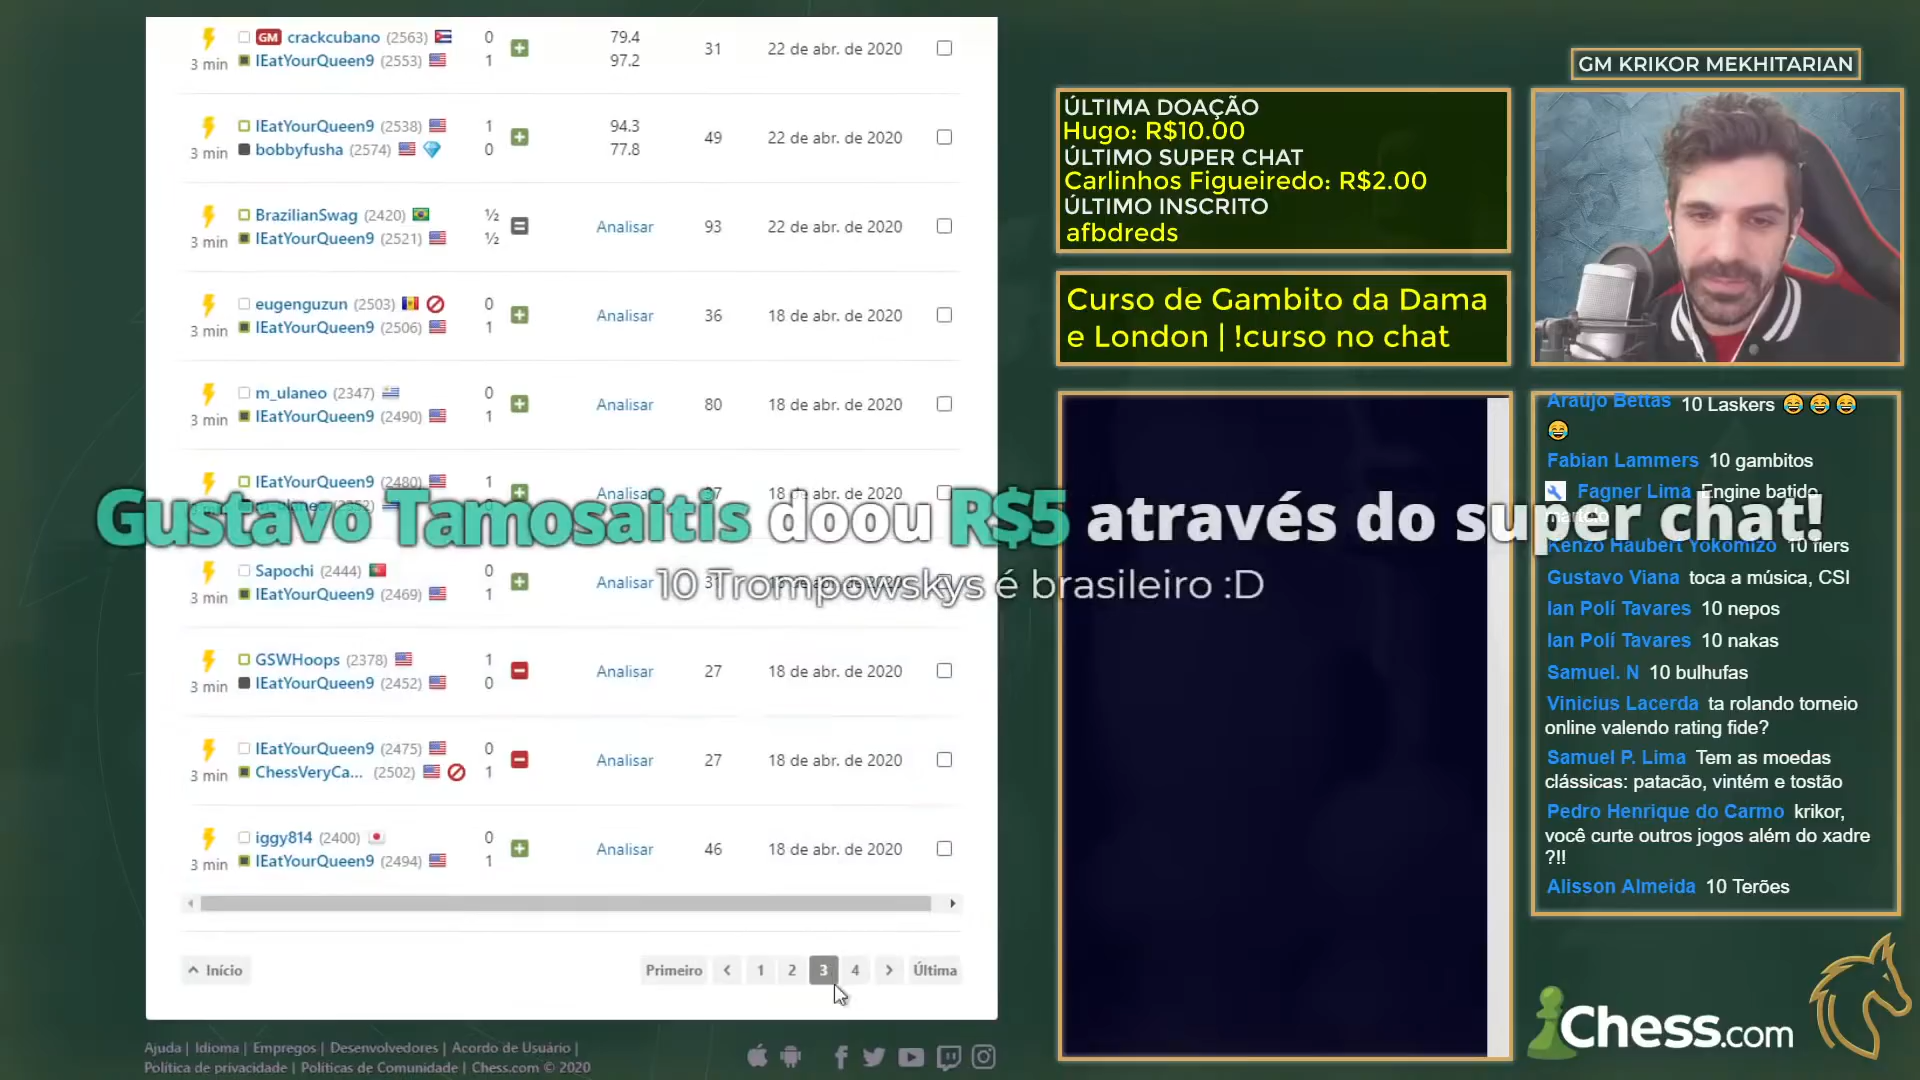 GM crackcubano (2563) 0 79.4 31 22 de abr. de 2020
3 min IEatYourQueen9 (2553) 1 97.2
IEatYourQueen9 (2538) 1 94.3 49 22 de abr. de 2020
3 min bobbyfusha (2574) 0 77.8
BrazilianSwag (2420) ½ Analisar 93 22 de abr. de 2020
3 min IEatYourQueen9 (2521) ½
eugenguzun (2503) 0 Analisar 36 18 de abr. de 2020
3 min IEatYourQueen9 (2506) 1
m_ulaneo (2347) 0 Analisar 80 18 de abr. de 2020
3 min IEatYourQueen9 (2490) 1
IEatYourQueen9 (2480) 1
Gustavo Tamosaitis doou R$5 através do super chat!
10 Trompowskys é brasileiro :D
Sapochi (2444) 0 Analisar
3 min IEatYourQueen9 (2469) 1
GSWHoops (2378) 1 Analisar 27 18 de abr. de 2020
3 min IEatYourQueen9 (2452) 0
IEatYourQueen9 (2475) 0 Analisar 27 18 de abr. de 2020
3 min ChessVeryCa... (2502) 1
iggy814 (2400) 0 Analisar 46 18 de abr. de 2020
3 min IEatYourQueen9 (2494) 1
Início Primeiro 1 2 3 4 Última
Ajuda | Idioma | Empregos | Desenvolvedores | Acordo de Usuário |
Política de privacidade | Políticas de Comunidade | Chess.com © 2020
ÚLTIMA DOAÇÃO
Hugo: R$10.00
ÚLTIMO SUPER CHAT
Carlinhos Figueiredo: R$2.00
ÚLTIMO INSCRITO
afbdreds
Curso de Gambito da Dama
e London | !curso no chat
GM KRIKOR MEKHITARIAN
Araújo Bettas 10 Laskers 😂😂😂
😂
Fabian Lammers 10 gambitos
Fagner Lima Engine batido
Kenzo Haubert Yokomizo 10 fiers
Gustavo Viana toca a música, CSI
Ian Polí Tavares 10 nepos
Ian Polí Tavares 10 nakas
Samuel. N 10 bulhufas
Vinicius Lacerda ta rolando torneio
online valendo rating fide?
Samuel P. Lima Tem as moedas
clássicas: patacão, vintém e tostão
Pedro Henrique do Carmo krikor,
você curte outros jogos além do xadre
?!!
Alisson Almeida 10 Terões
Chess.com